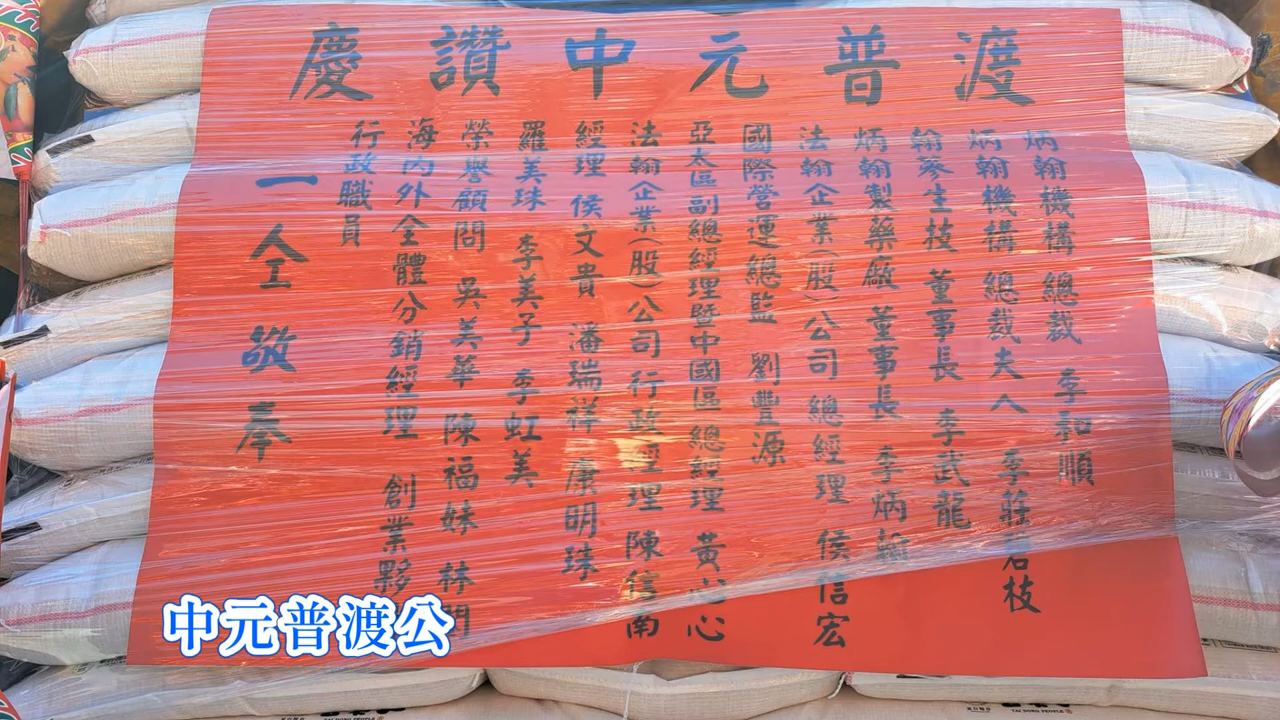 慶讚中元普渡
炳翰機構 總裁 李和順
炳翰機構 總裁夫人 李莊 枝
翰蔘生技 董事長 李武龍
炳翰製藥廠 董事長 李炳翰
法翰企業(股)公司 總經理 侯信宏
國際營運總監 劉豐源
亞太區副總經理暨中國區總經理 黃沁心
法翰企業(股)公司 行政經理 陳信南
經理 侯文貴 潘瑞祥 康明珠
羅美珠 李美子 李虹美
榮譽顧問 吳美華 陳福妹 林
海內外全體分銷經理 創業夥
行政職員
一仝敬奉
中元普渡公